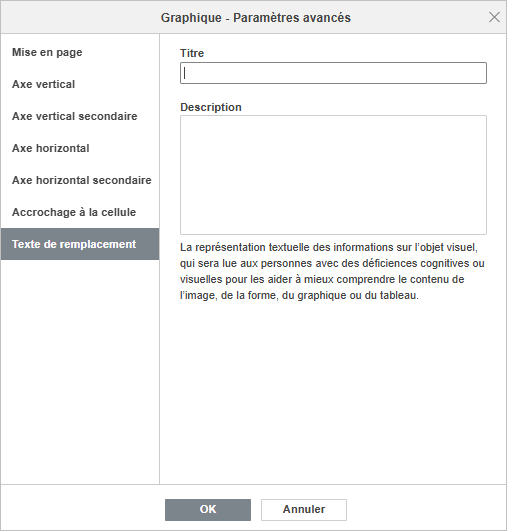 Graphique - Paramètres avancés
Mise en page
Axe vertical
Axe vertical secondaire
Axe horizontal
Axe horizontal secondaire
Accrochage à la cellule
Texte de remplacement
Titre
Description
La représentation textuelle des informations sur l'objet visuel,
qui sera lue aux personnes avec des déficiences cognitives ou
visuelles pour les aider à mieux comprendre le contenu de
l'image, de la forme, du graphique ou du tableau.
OK
Annuler